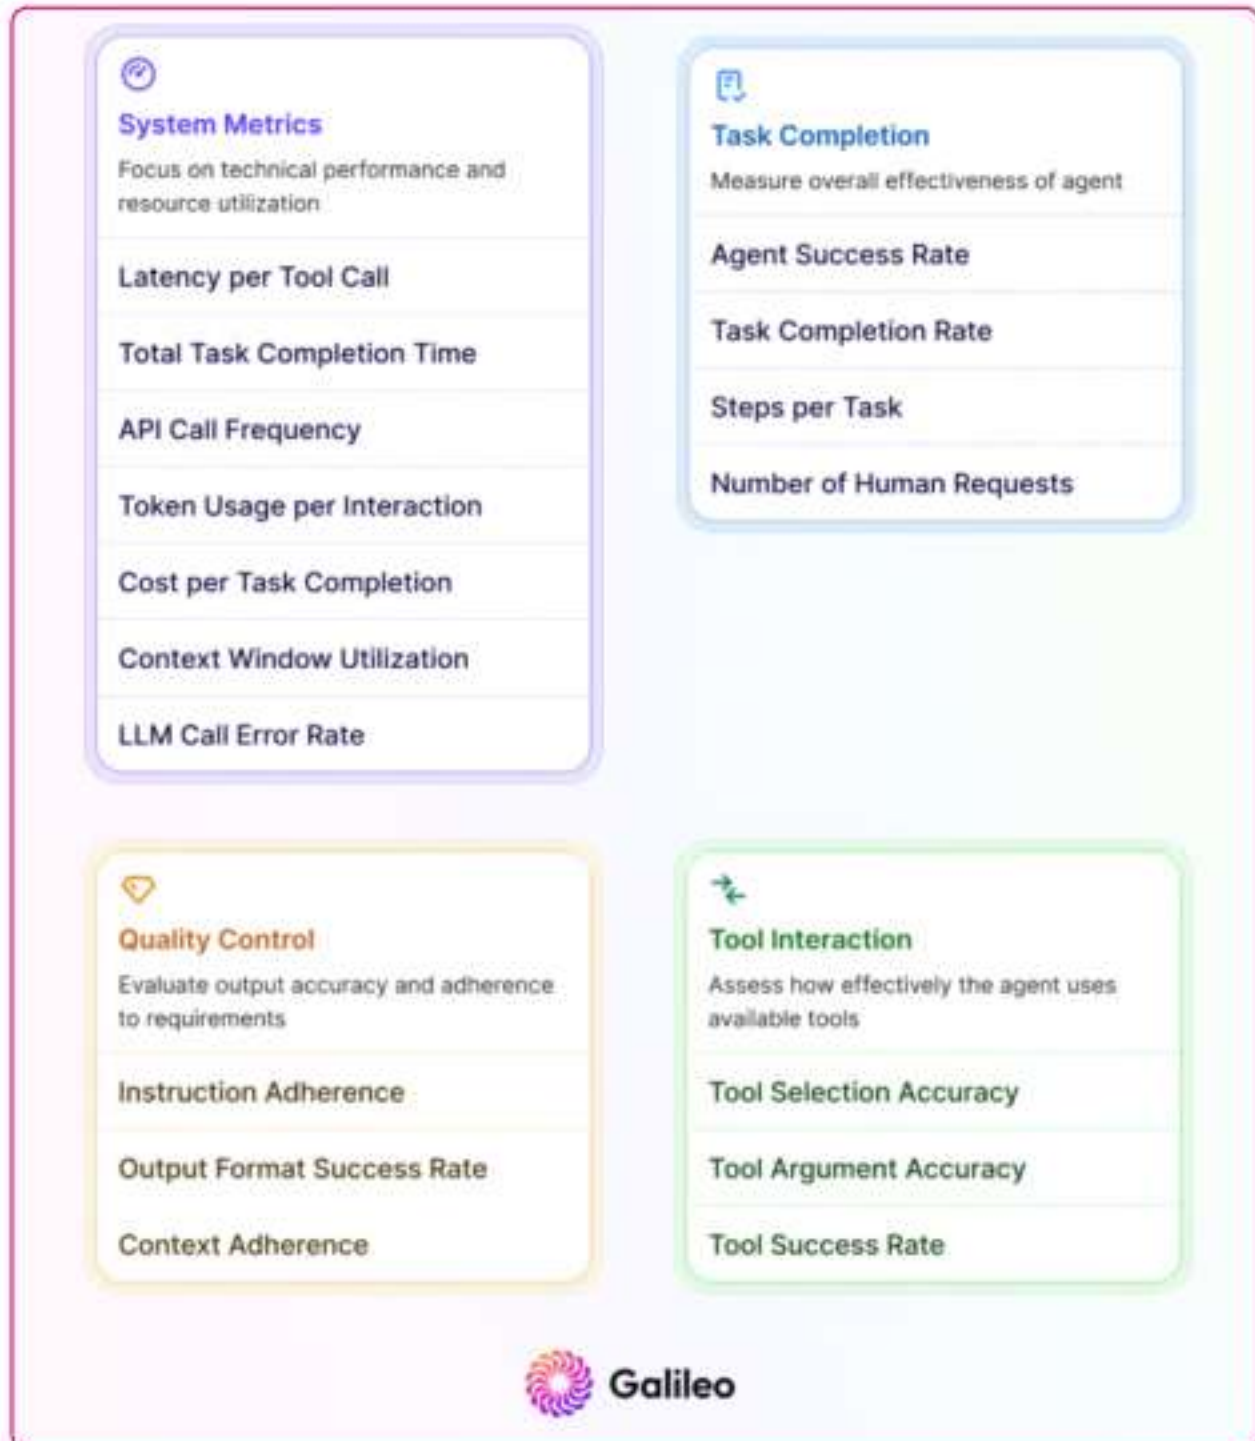 System Metrics
Focus on technical performance and
resource utilization
Latency per Tool Call
Total Task Completion Time
API Call Frequency
Token Usage per Interaction
Cost per Task Completion
Context Window Utilization
LLM Call Error Rate
Task Completion
Measure overall effectiveness of agent
Agent Success Rate
Task Completion Rate
Steps per Task
Number of Human Requests
Quality Control
Evaluate output accuracy and adherence
to requirements
Instruction Adherence
Output Format Success Rate
Context Adherence
Tool Interaction
Assess how effectively the agent uses
available tools
Tool Selection Accuracy
Tool Argument Accuracy
Tool Success Rate
Galileo